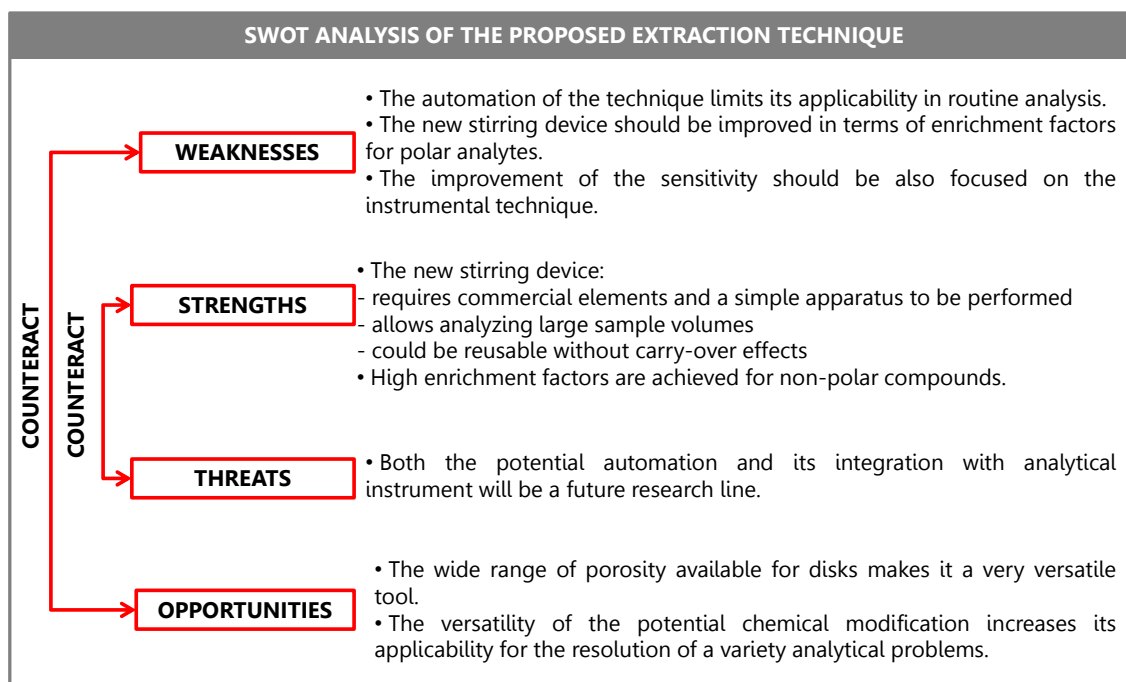 SWOT ANALYSIS OF THE PROPOSED EXTRACTION TECHNIQUE
COUNTERACT
COUNTERACT
WEAKNESSES
• The automation of the technique limits its applicability in routine analysis.
• The new stirring device should be improved in terms of enrichment factors
for polar analytes.
• The improvement of the sensitivity should be also focused on the
instrumental technique.
STRENGTHS
• The new stirring device:
- requires commercial elements and a simple apparatus to be performed
- allows analyzing large sample volumes
- could be reusable without carry-over effects
• High enrichment factors are achieved for non-polar compounds.
THREATS
• Both the potential automation and its integration with analytical
instrument will be a future research line.
OPPORTUNITIES
• The wide range of porosity available for disks makes it a very versatile
tool.
• The versatility of the potential chemical modification increases its
applicability for the resolution of a variety analytical problems.